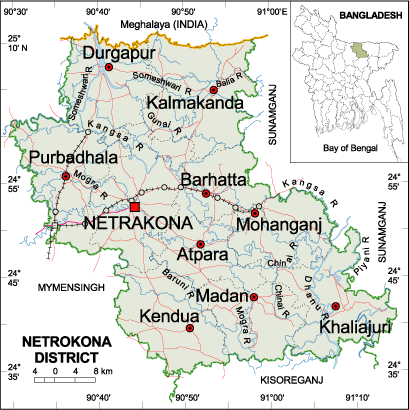 90°30'
90°40'
90°50'
91°00'
25°
10' N
Meghalaya (INDIA)
BANGLADESH
Bay of Bengal
Durgapur
Someshwari R
Balia R
Kalmakanda
Someshwari R
Gunai R
Kangsa R
SUNAMGANJ
Purbadhala
24°
55'
Mogra R
Barhatta
Kangsa R
24°
55'
NETRAKONA
Mohanganj
SUNAMGANJ
Atpara
Chinai R
Piyani R
24°
45'
MYMENSINGH
Baruni R
Madan
Chinai R
Dhanu R
24°
45'
Kendua
Mogra R
Khaliajuri
NETROKONA
DISTRICT
4 0 4 8 km
KISOREGANJ
24°
35'
24°
35'
90°40'
90°50'
91°00'
91°10'